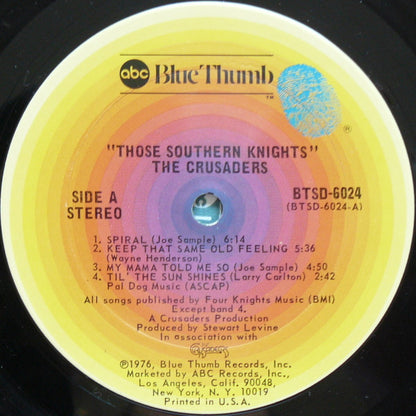 abc Blue Thumb
TM
®
"THOSE SOUTHERN KNIGHTS"
THE CRUSADERS
SIDE A
STEREO
BTSD-6024
(BTSD-6024-A)
1. SPIRAL (Joe Sample) 6:14
2. KEEP THAT SAME OLD FEELING 5:36
(Wayne Henderson)
3. MY MAMA TOLD ME SO (Joe Sample) 4:50
4. TIL' THE SUN SHINES (Larry Carlton) 2:42
Pal Dog Music (ASCAP)
All songs published by Four Knights Music (BMI)
Except band 4.
A Crusaders Production
Produced by Stewart Levine
In association with
℗1976, Blue Thumb Records, Inc.
Marketed by ABC Records, Inc.,
Los Angeles, Calif. 90048,
New York, N.Y. 10019
Printed in U.S.A.